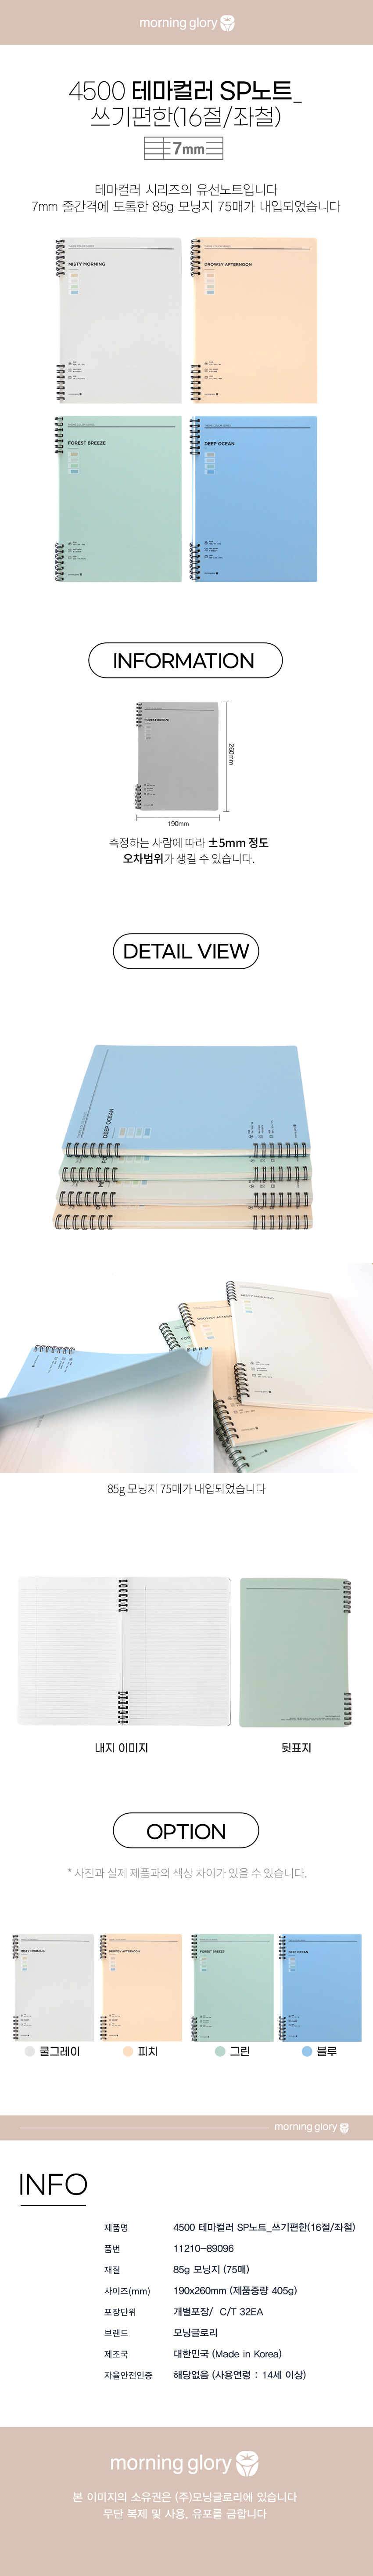 morning glory
4500 테마컬러 SP노트_
쓰기편한(16절/좌철)
7mm
테마컬러 시리즈의 유선노트입니다
7mm 줄간격에 도톰한 85g 모닝지 75매가 내입되었습니다
MISTY MORNING
DROWSY AFTERNOON
FOREST BREEZE
DEEP OCEAN
INFORMATION
FOREST BREEZE
260mm
190mm
측정하는 사람에 따라 ±5mm 정도
오차범위가 생길 수 있습니다.
DETAIL VIEW
DEEP OCEAN
85g 모닝지 75매가 내입되었습니다
내지 이미지
뒷표지
OPTION
* 사진과 실제 제품과의 색상 차이가 있을 수 있습니다.
MISTY MORNING
DROWSY AFTERNOON
FOREST BREEZE
DEEP OCEAN
쿨그레이
피치
그린
블루
morning glory
INFO
제품명 4500 테마컬러 SP노트_쓰기편한(16절/좌철)
품번 11210-89096
재질 85g 모닝지 (75매)
사이즈(mm) 190x260mm (제품중량 405g)
포장단위 개별포장/ C/T 32EA
브랜드 모닝글로리
제조국 대한민국 (Made in Korea)
자율안전인증 해당없음 (사용연령 : 14세 이상)
morning glory
본 이미지의 소유권은 (주)모닝글로리에 있습니다
무단 복제 및 사용, 유포를 금합니다